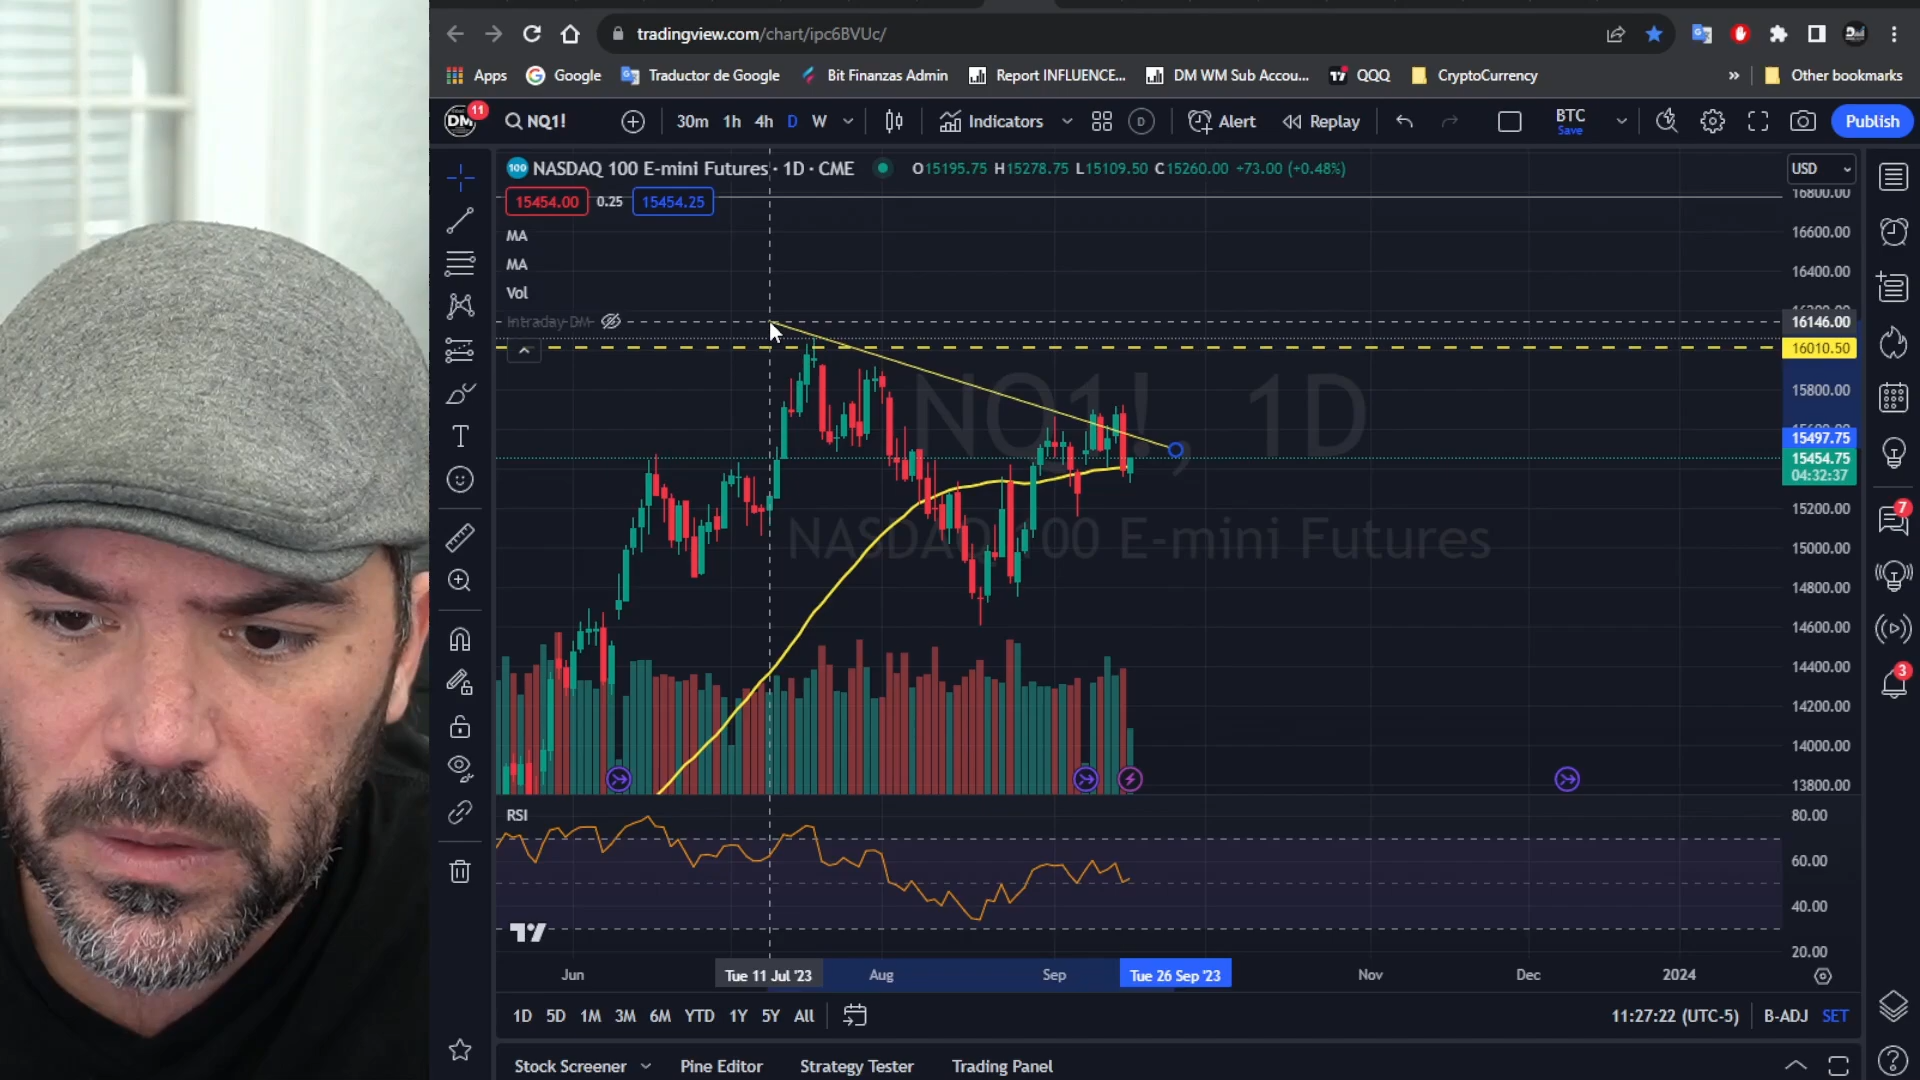 tradingview.com/chart/ipc6BVUc/
Apps Google Traductor de Google Bit Finanzas Admin Report INFLUENCE... DM WM Sub Accou... QQQ CryptoCurrency » Other bookmarks
DM 11 NQ1! 30m 1h 4h D W Indicators D Alert Replay BTC Save Publish
100 NASDAQ 100 E-mini Futures · 1D · CME O15195.75 H15278.75 L15109.50 C15260.00 +73.00 (+0.48%) USD
15454.00 0.25 15454.25
16800.00
MA
16600.00
MA
16400.00
Vol
Intraday DM
16146.00
16010.50
15800.00
NQ1!, 1D
15497.75
15454.75
04:32:37
15200.00
NASDAQ 100 E-mini Futures
15000.00
14800.00
14600.00
14400.00
14200.00
14000.00
13800.00
7
3
RSI
80.00
60.00
40.00
20.00
Jun Tue 11 Jul '23 Aug Sep Tue 26 Sep '23 Nov Dec 2024
1D 5D 1M 3M 6M YTD 1Y 5Y All 11:27:22 (UTC-5) B-ADJ SET
Stock Screener Pine Editor Strategy Tester Trading Panel